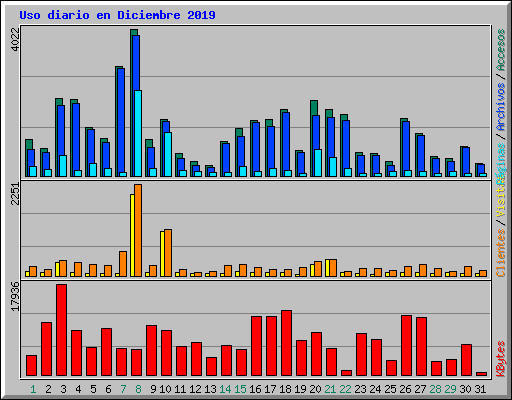 Uso diario en Diciembre 2019
4022
2251
17936
Accesos
/ Archivos /
Páginas
Visitas
Clientes /
KBytes
1 2 3 4 5 6 7 8 9 10 11 12 13 14 15 16 17 18 19 20 21 22 23 24 25 26 27 28 29 30 31